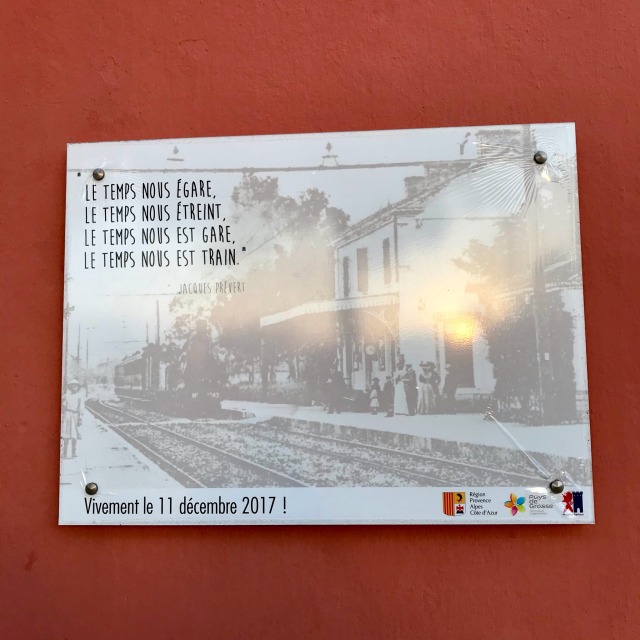 "LE TEMPS NOUS ÉGARE,
LE TEMPS NOUS ÉTREINT,
LE TEMPS NOUS EST GARE,
LE TEMPS NOUS EST TRAIN."
JACQUES PRÉVERT
Vivement le 11 décembre 2017 !
Région
Provence
Alpes
Côte d'Azur
Pays
de
Grasse